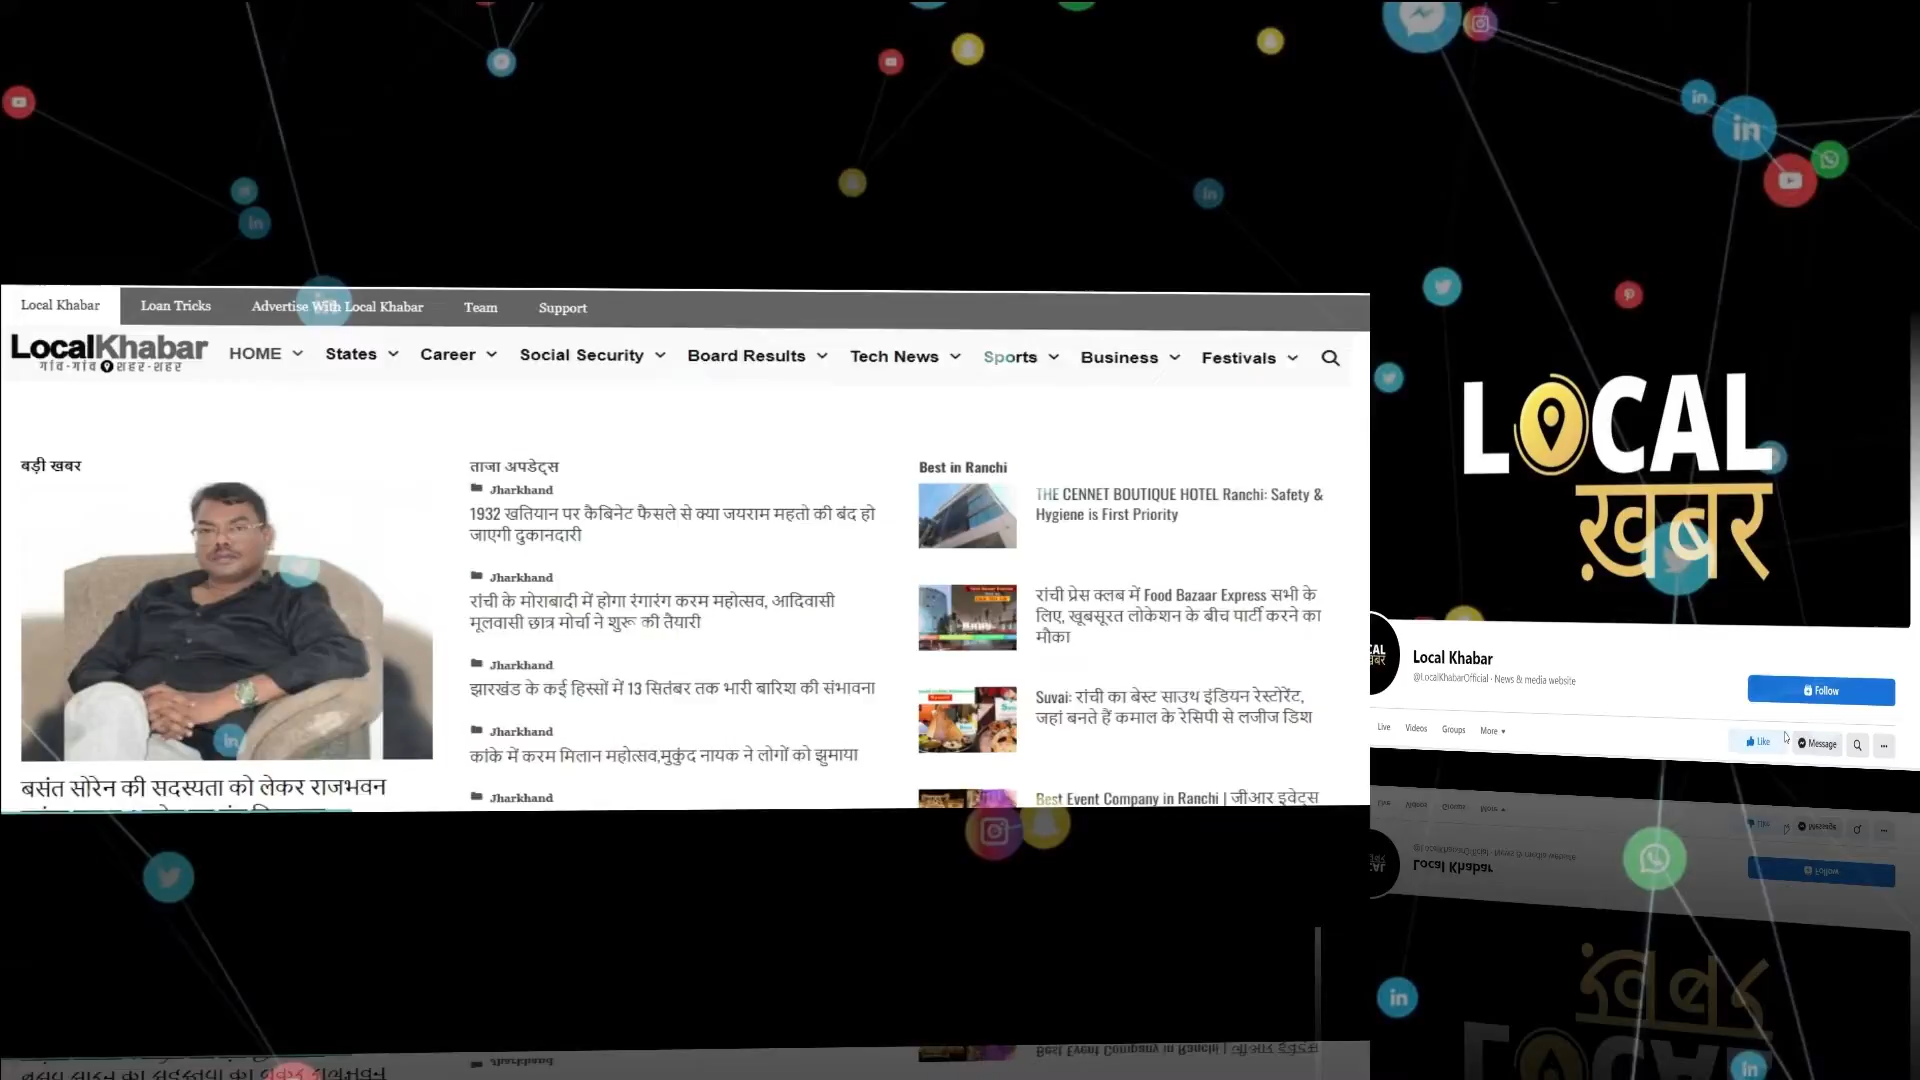 Local Khabar
Loan Tricks
Advertise With Local Khabar
Team
Support
LocalKhabar
गांव-गांव शहर-शहर
HOME
States
Career
Social Security
Board Results
Tech News
Sports
Business
Festivals
बड़ी खबर
बसंत सोरेन की सदस्यता को लेकर राजभवन
ताजा अपडेट्स
Jharkhand
1932 खतियान पर कैबिनेट फैसले से क्या जयराम महतो की बंद हो
जाएगी दुकानदारी
Jharkhand
रांची के मोराबादी में होगा रंगारंग करम महोत्सव, आदिवासी
मूलवासी छात्र मोर्चा ने शुरू की तैयारी
Jharkhand
झारखंड के कई हिस्सों में 13 सितंबर तक भारी बारिश की संभावना
Jharkhand
कांके में करम मिलान महोत्सव,मुकुंद नायक ने लोगों को झुमाया
Jharkhand
Best in Ranchi
THE CENNET BOUTIQUE HOTEL Ranchi: Safety &
Hygiene is First Priority
रांची प्रेस क्लब में Food Bazaar Express सभी के
लिए, खूबसूरत लोकेशन के बीच पार्टी करने का
मौका
Suvai: रांची का बेस्ट साउथ इंडियन रेस्टोरेंट,
जहां बनते हैं कमाल के रेसिपी से लजीज डिश
Best Event Company in Ranchi | जीआर इवेंट्स
LOCAL
ख़बर
Local Khabar
@LocalKhabarOfficial · News & media website
Follow
Live
Videos
Groups
More
Like
Message